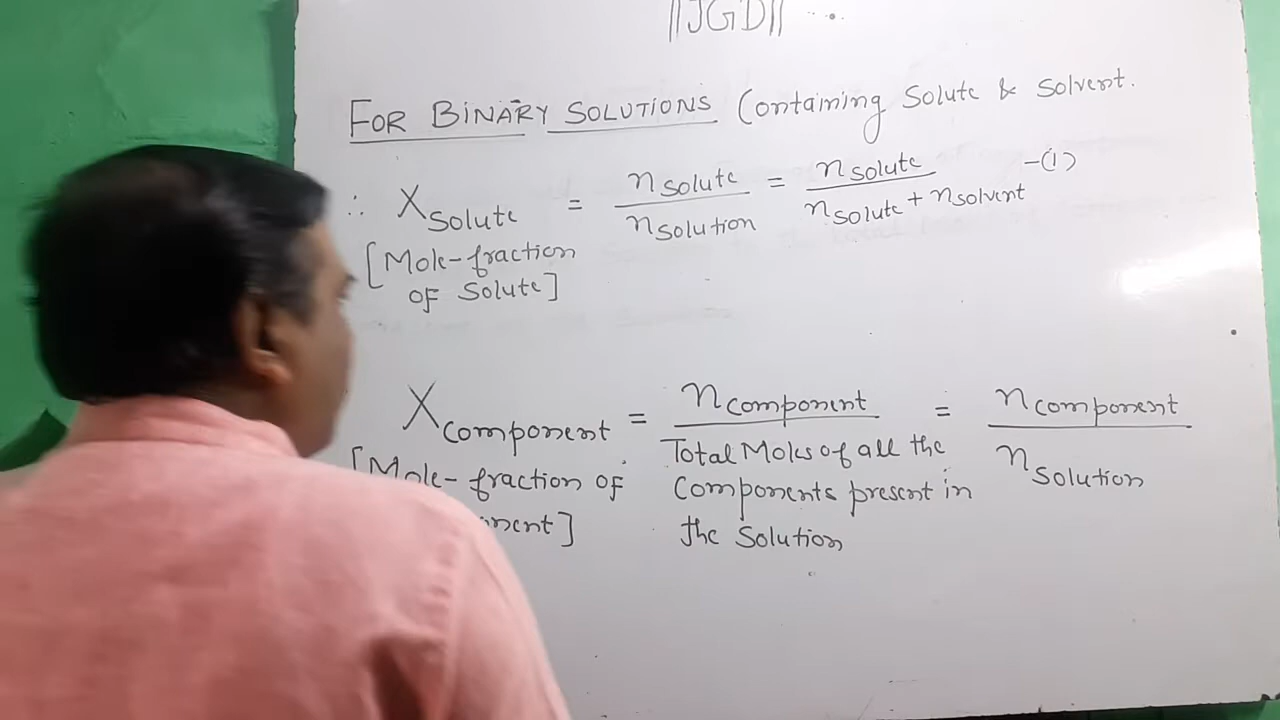 ||JGD||
FOR BINARY SOLUTIONS Containing Solute & Solvent.
∴ X_Solute = n_Solute / n_Solution = n_Solute / (n_Solute + n_Solvent) -(1)
[Mole-fraction
of Solute]
X_Component = n_Component / Total Moles of all the Components present in the Solution = n_Component / n_Solution
[Mole-fraction of
nent]